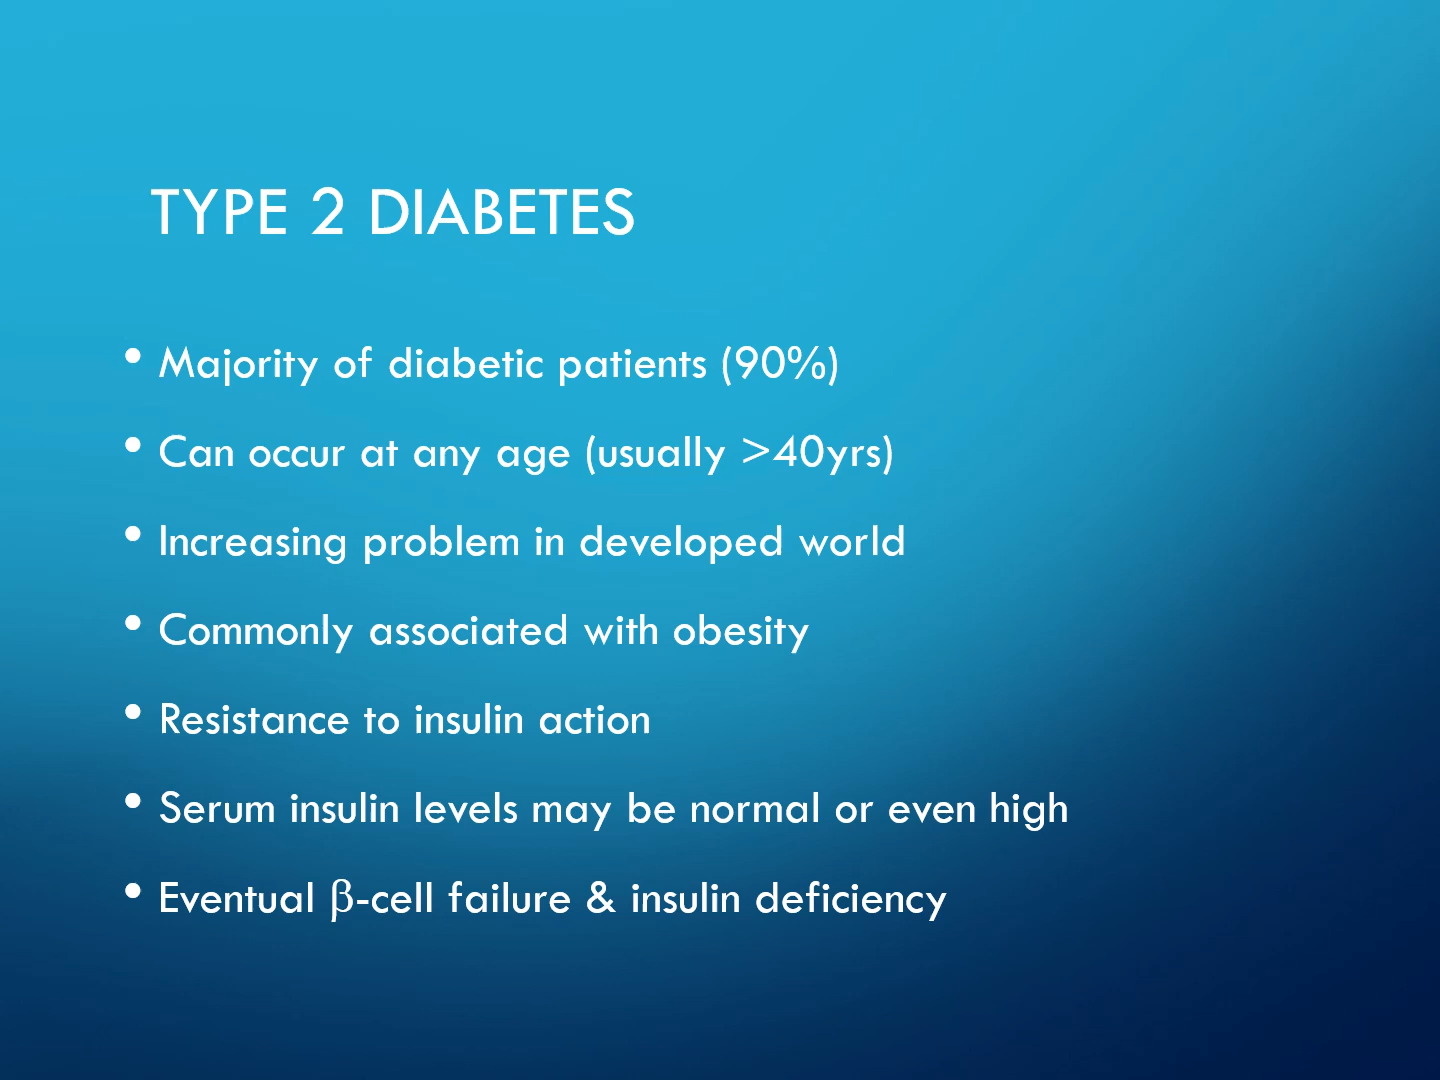 TYPE 2 DIABETES
• Majority of diabetic patients (90%)
• Can occur at any age (usually >40yrs)
• Increasing problem in developed world
• Commonly associated with obesity
• Resistance to insulin action
• Serum insulin levels may be normal or even high
• Eventual β-cell failure & insulin deficiency